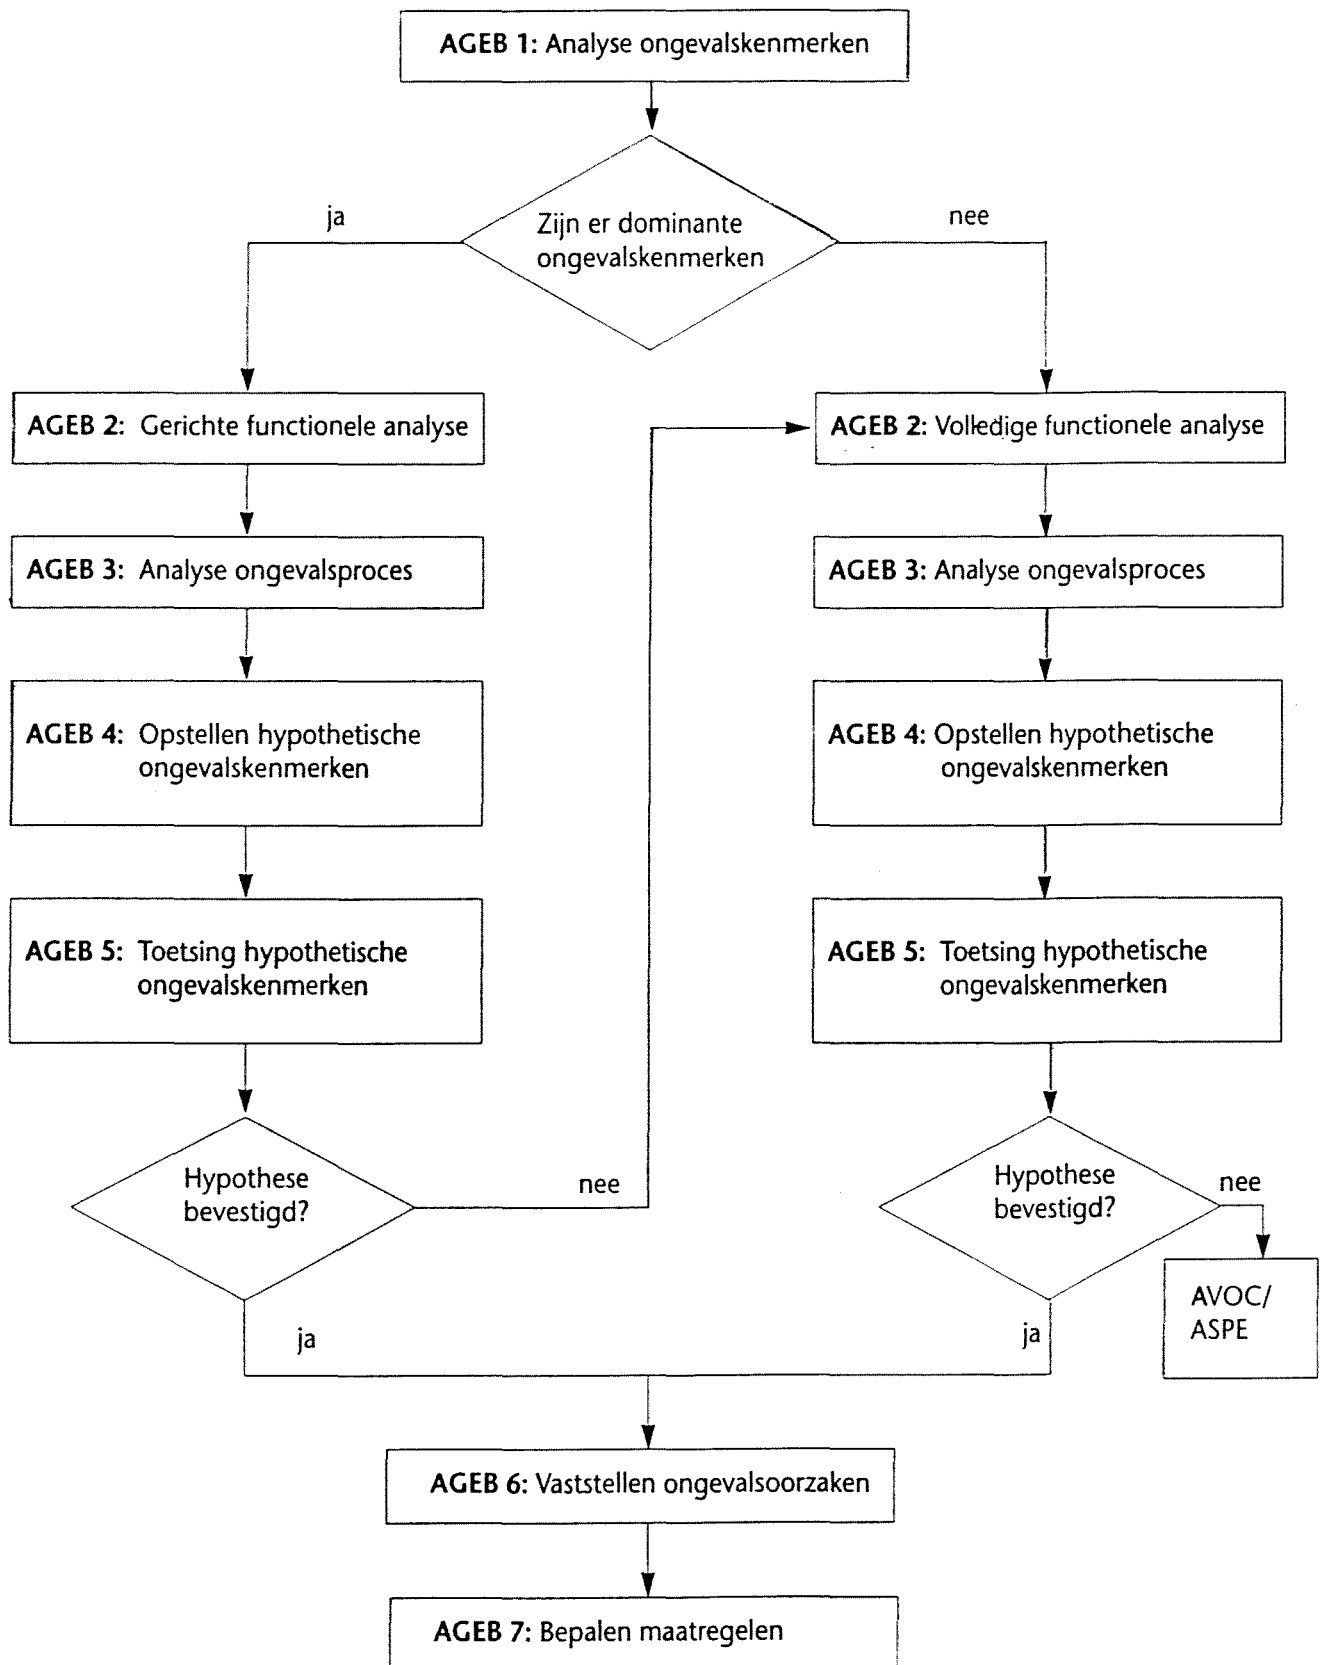 AGEB 1: Analyse ongevalskenmerken
Zijn er dominante
ongevalskenmerken
ja
nee
AGEB 2: Gerichte functionele analyse
AGEB 3: Analyse ongevalsproces
AGEB 4: Opstellen hypothetische
ongevalskenmerken
AGEB 5: Toetsing hypothetische
ongevalskenmerken
Hypothese
bevestigd?
nee
ja
AGEB 2: Volledige functionele analyse
AGEB 3: Analyse ongevalsproces
AGEB 4: Opstellen hypothetische
ongevalskenmerken
AGEB 5: Toetsing hypothetische
ongevalskenmerken
Hypothese
bevestigd?
nee
AVOC/
ASPE
ja
AGEB 6: Vaststellen ongevalsoorzaken
AGEB 7: Bepalen maatregelen